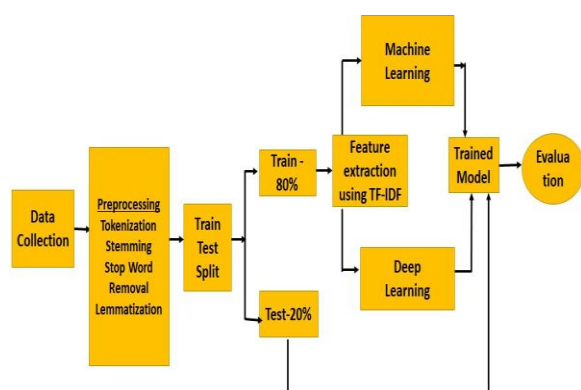 Data
Collection
Preprocessing
Tokenization
Stemming
Stop Word
Removal
Lemmatization
Train
Test
Split
Train -
80%
Test-20%
Feature
extraction
using TF-IDF
Machine
Learning
Deep
Learning
Trained
Model
Evalua
tion